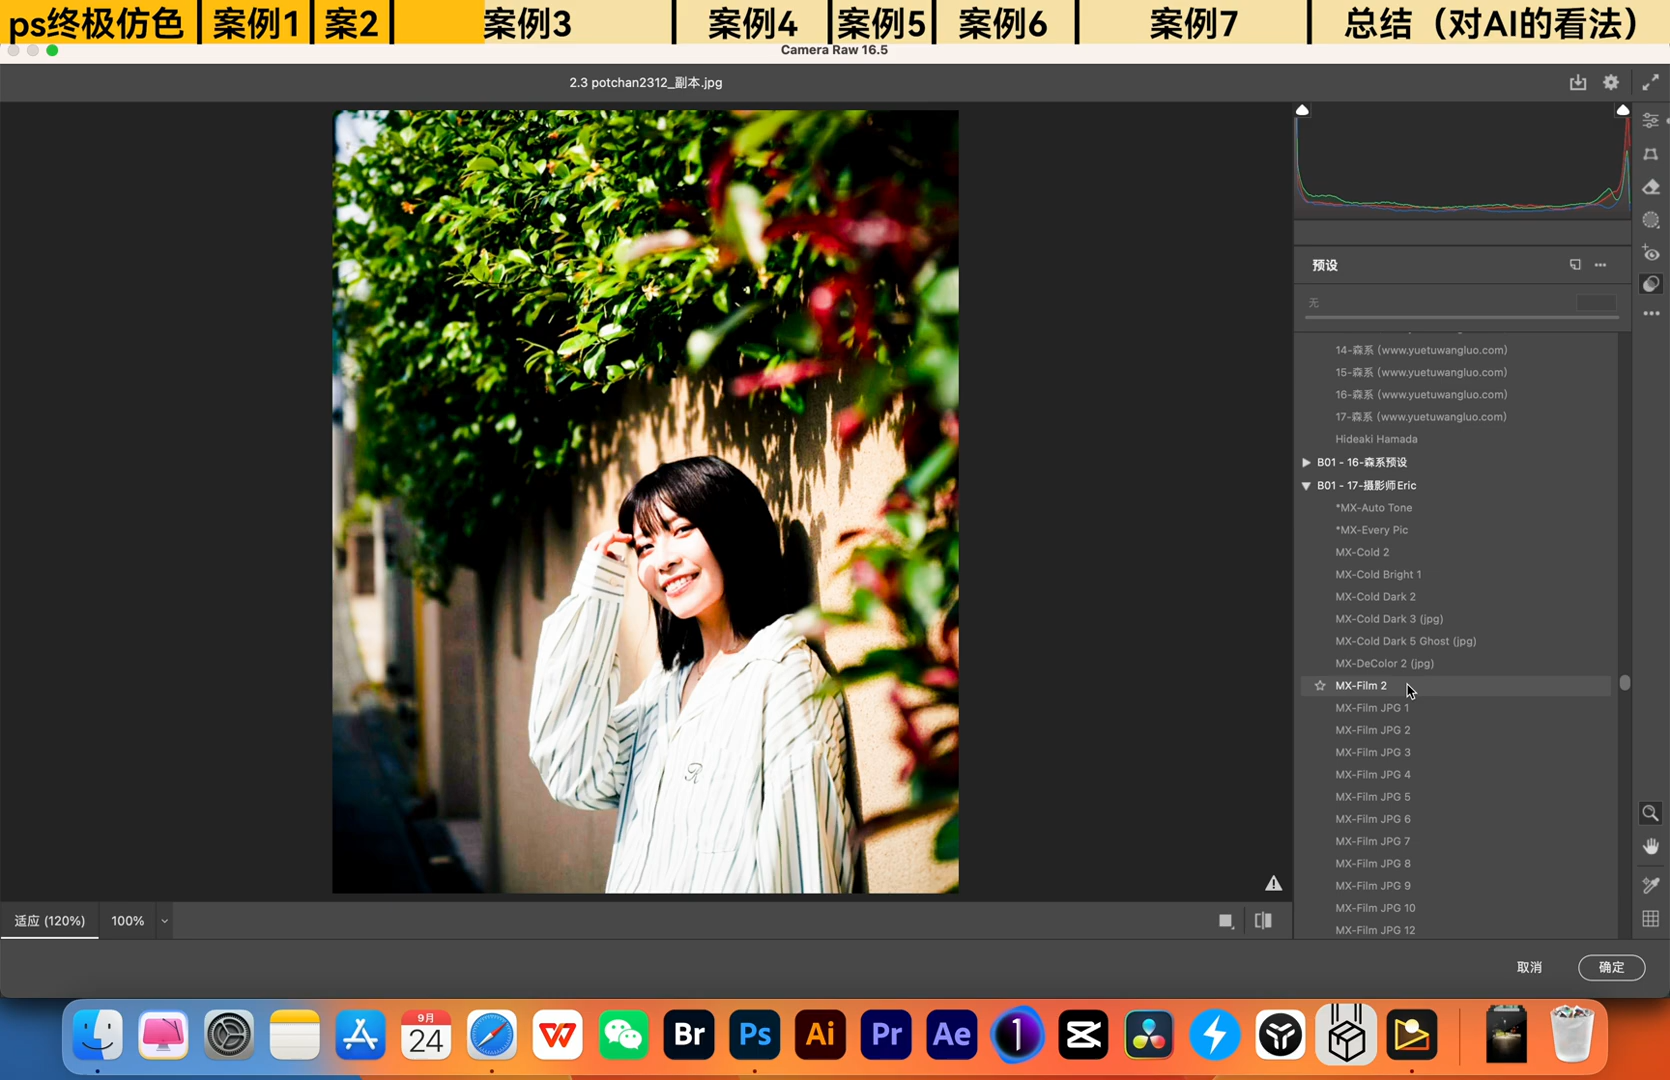 ps终极仿色 案例1 案2 案例3 案例4 案例5 案例6 案例7 总结（对AI的看法）
Camera Raw 16.5
2.3 potchan2312_副本.jpg
预设
无
14-森系 (www.yuetuwangluo.com)
15-森系 (www.yuetuwangluo.com)
16-森系 (www.yuetuwangluo.com)
17-森系 (www.yuetuwangluo.com)
Hideaki Hamada
B01 - 16-森系预设
B01 - 17-摄影师Eric
*MX-Auto Tone
*MX-Every Pic
MX-Cold 2
MX-Cold Bright 1
MX-Cold Dark 2
MX-Cold Dark 3 (jpg)
MX-Cold Dark 5 Ghost (jpg)
MX-DeColor 2 (jpg)
MX-Film 2
MX-Film JPG 1
MX-Film JPG 2
MX-Film JPG 3
MX-Film JPG 4
MX-Film JPG 5
MX-Film JPG 6
MX-Film JPG 7
MX-Film JPG 8
MX-Film JPG 9
MX-Film JPG 10
MX-Film JPG 12
适应 (120%) 100%
取消 确定
9月
24
Br Ps Ai Pr Ae